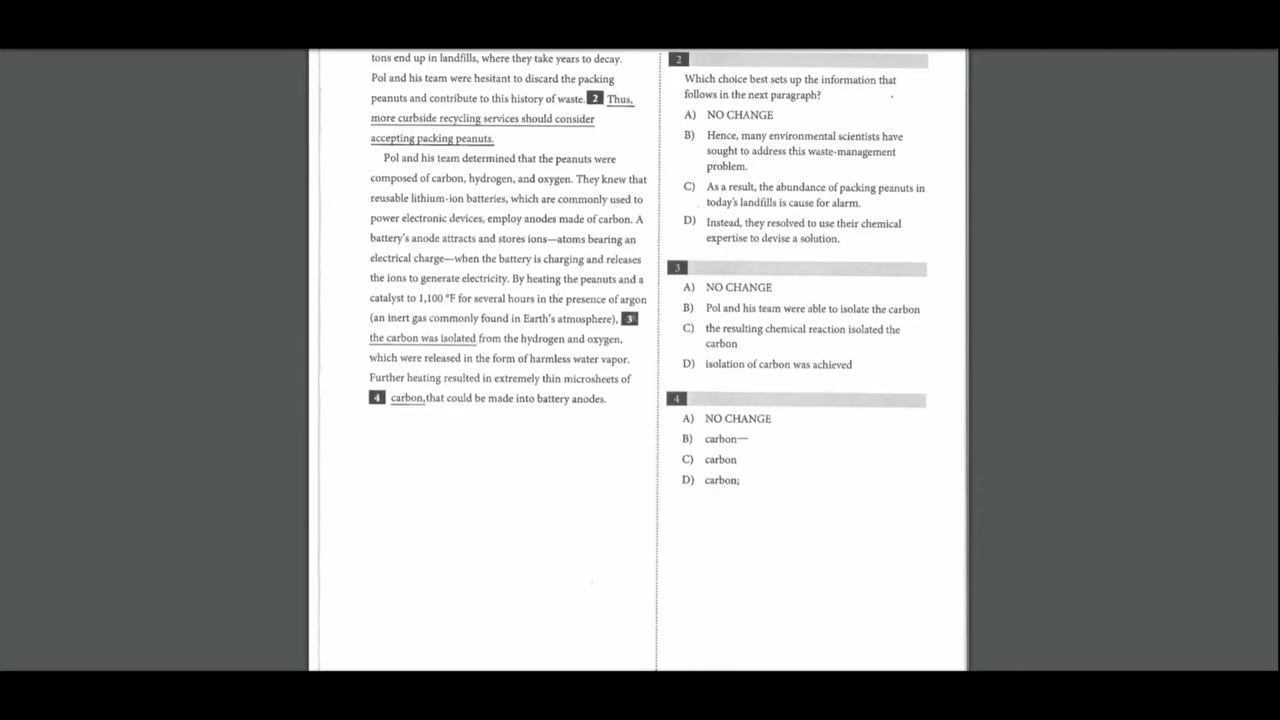 tons end up in landfills, where they take years to decay.
Pol and his team were hesitant to discard the packing
peanuts and contribute to this history of waste. 2 Thus,
more curbside recycling services should consider
accepting packing peanuts.
Pol and his team determined that the peanuts were
composed of carbon, hydrogen, and oxygen. They knew that
reusable lithium-ion batteries, which are commonly used to
power electronic devices, employ anodes made of carbon. A
battery's anode attracts and stores ions—atoms bearing an
electrical charge—when the battery is charging and releases
the ions to generate electricity. By heating the peanuts and a
catalyst to 1,100 °F for several hours in the presence of argon
(an inert gas commonly found in Earth's atmosphere), 3
the carbon was isolated from the hydrogen and oxygen,
which were released in the form of harmless water vapor.
Further heating resulted in extremely thin microsheets of
4 carbon, that could be made into battery anodes.
2
Which choice best sets up the information that
follows in the next paragraph?
A) NO CHANGE
B) Hence, many environmental scientists have
sought to address this waste-management
problem.
C) As a result, the abundance of packing peanuts in
today's landfills is cause for alarm.
D) Instead, they resolved to use their chemical
expertise to devise a solution.
3
A) NO CHANGE
B) Pol and his team were able to isolate the carbon
C) the resulting chemical reaction isolated the
carbon
D) isolation of carbon was achieved
4
A) NO CHANGE
B) carbon—
C) carbon
D) carbon;